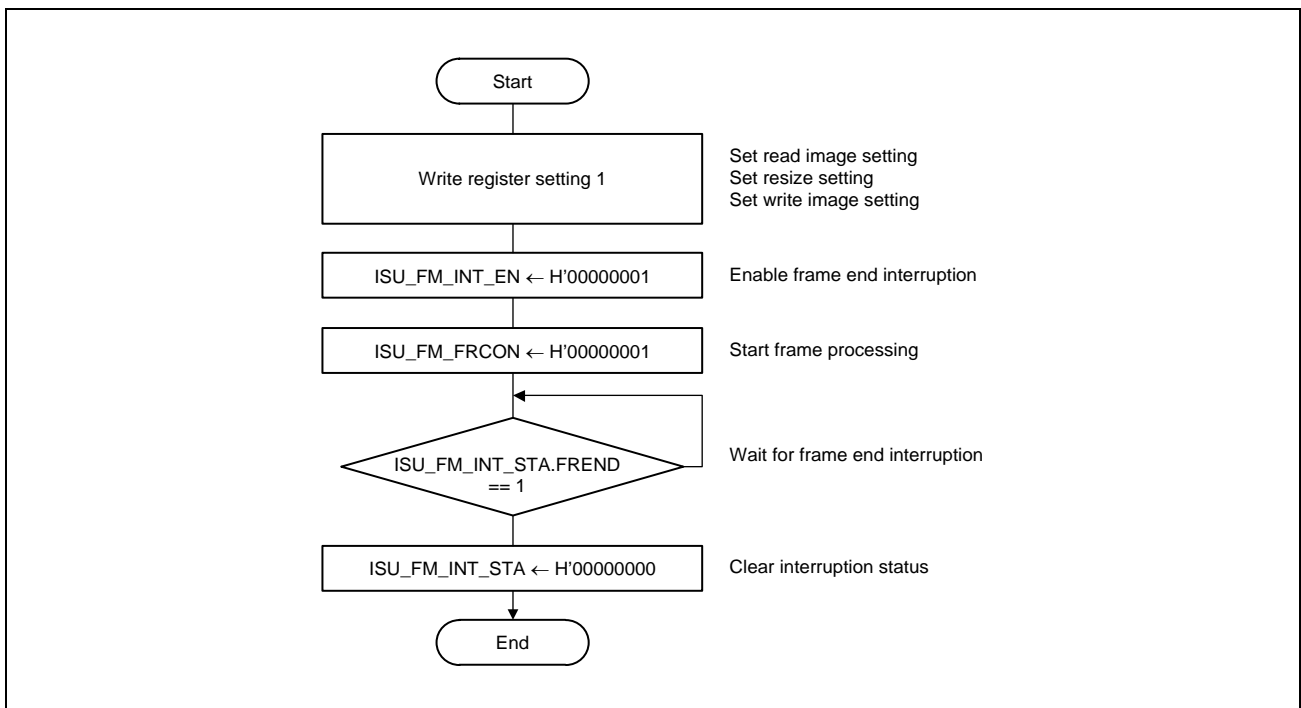 Start
Write register setting 1
Set read image setting
Set resize setting
Set write image setting
ISU_FM_INT_EN ← H'00000001
Enable frame end interruption
ISU_FM_FRCON ← H'00000001
Start frame processing
ISU_FM_INT_STA.FREND
== 1
Wait for frame end interruption
ISU_FM_INT_STA ← H'00000000
Clear interruption status
End